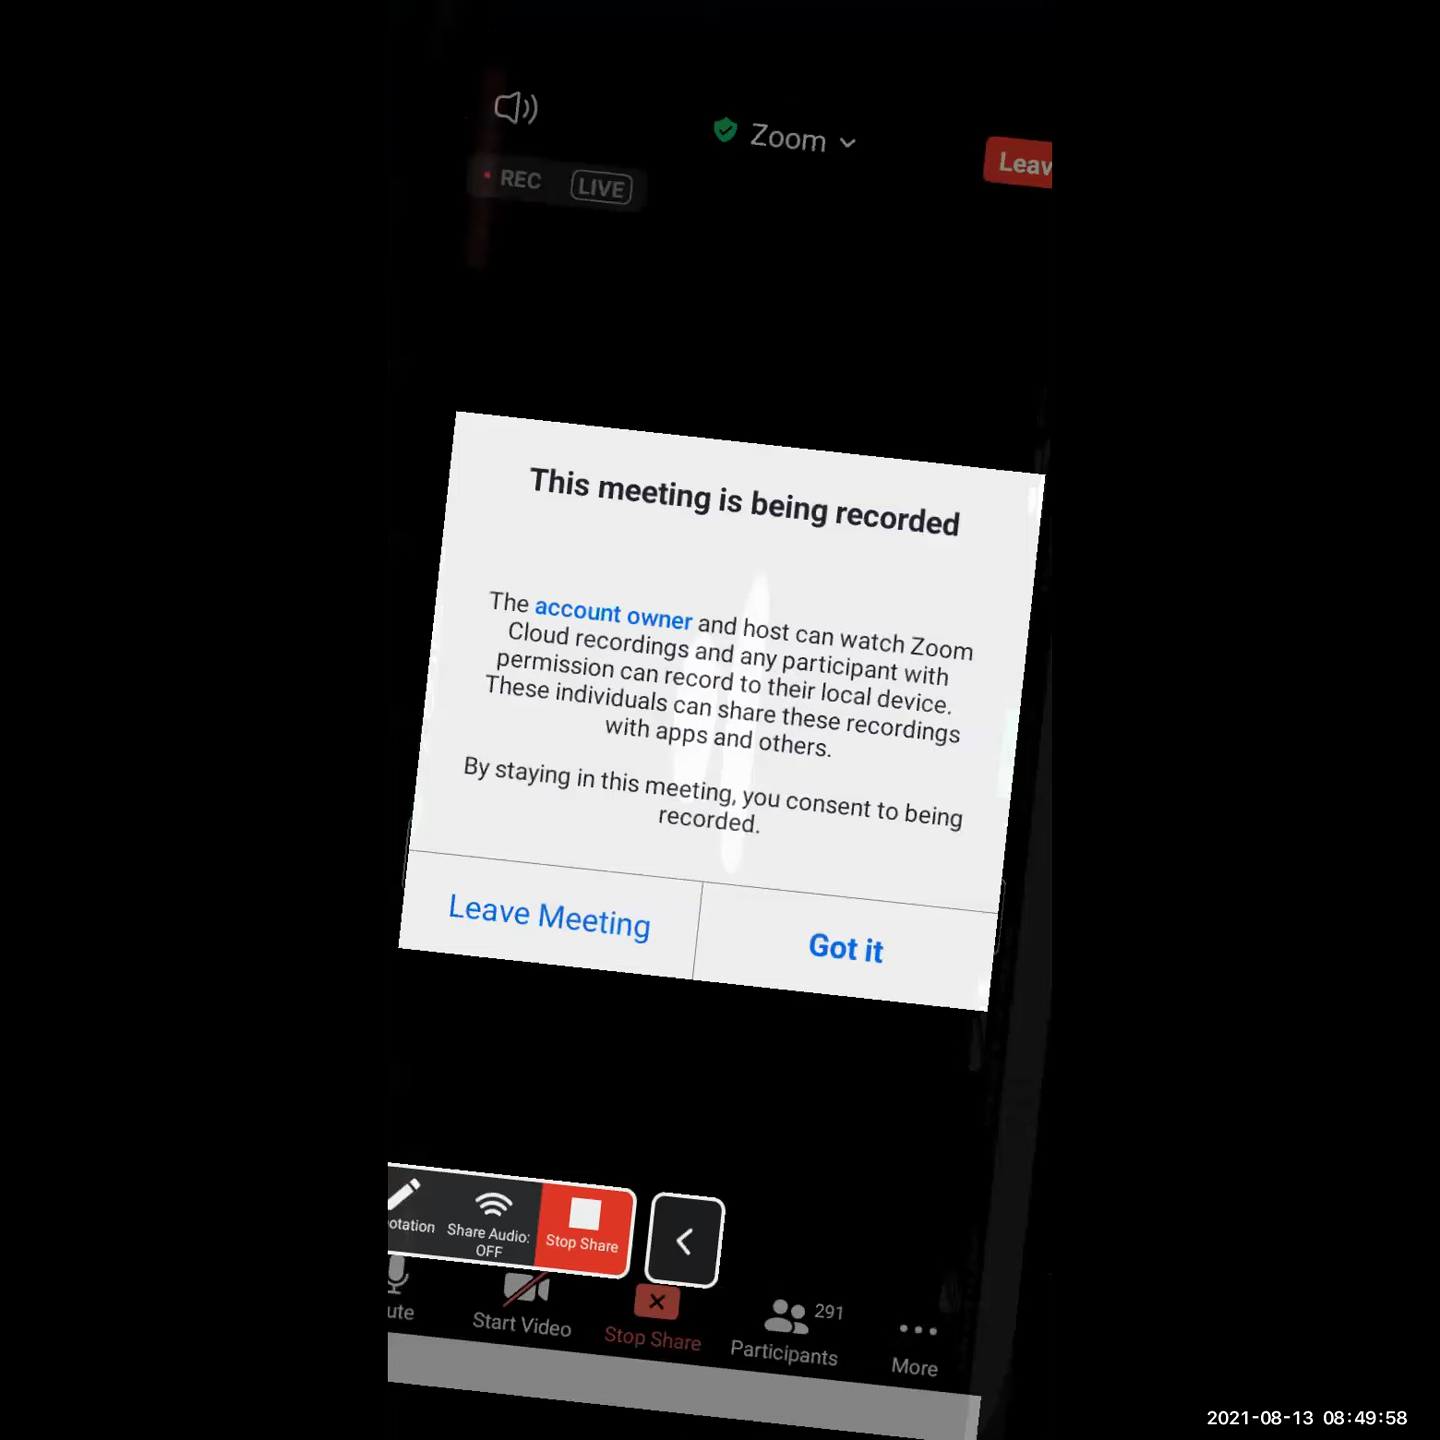 Zoom
Leav
REC
LIVE
This meeting is being recorded
The account owner and host can watch Zoom
Cloud recordings and any participant with
permission can record to their local device.
These individuals can share these recordings
with apps and others.
By staying in this meeting, you consent to being
recorded.
Leave Meeting
Got it
otation
Share Audio:
OFF
Stop Share
ute
Start Video
Stop Share
291
Participants
More
2021-08-13 08:49:58